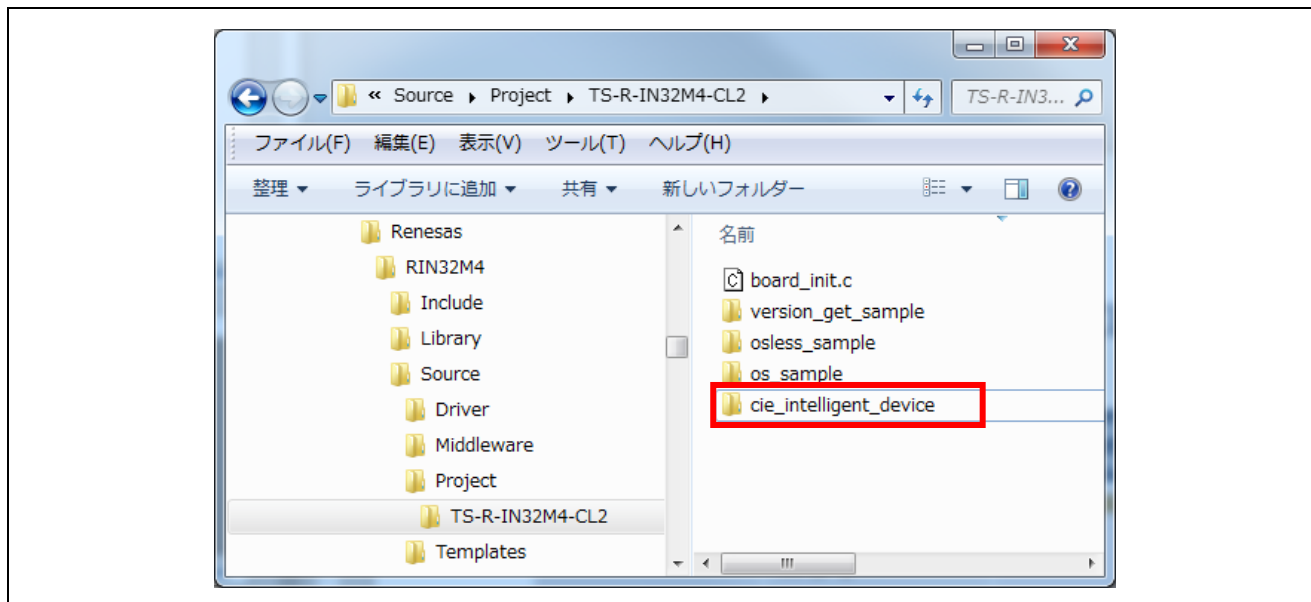 « Source ▸ Project ▸ TS-R-IN32M4-CL2 ▸
TS-R-IN3...
ファイル(F) 編集(E) 表示(V) ツール(T) ヘルプ(H)
整理 ▼ ライブラリに追加 ▼ 共有 ▼ 新しいフォルダー
Renesas
RIN32M4
Include
Library
Source
Driver
Middleware
Project
TS-R-IN32M4-CL2
Templates
名前
board_init.c
version_get_sample
osless_sample
os_sample
cie_intelligent_device